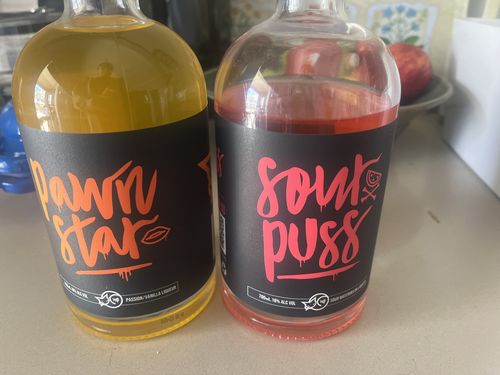 pawn
star
PASSION/VANILLA LIQUEUR
sour
puss
700ml 18% ALC VOL